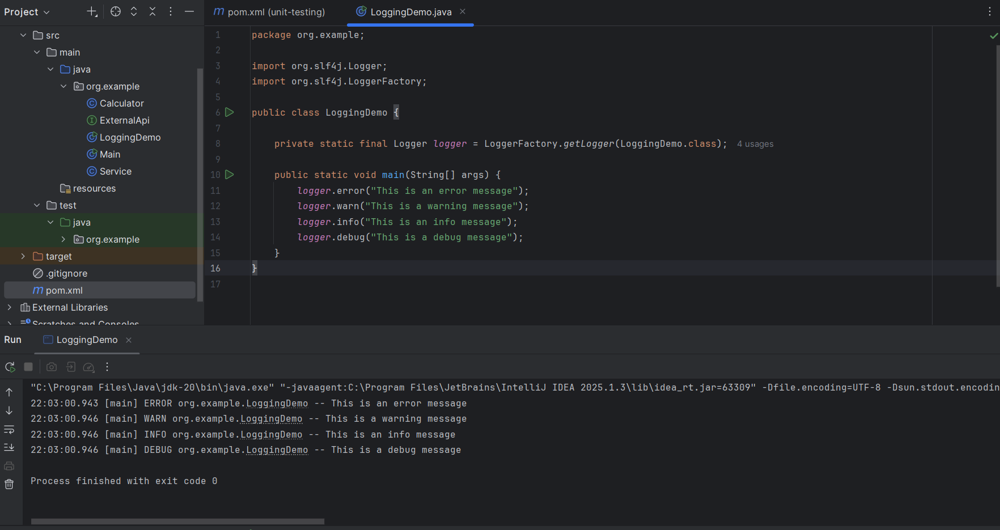 Project
pom.xml (unit-testing)
LoggingDemo.java
src
main
java
org.example
Calculator
ExternalApi
LoggingDemo
Main
Service
resources
test
java
org.example
target
.gitignore
pom.xml
External Libraries
Scratches and Consoles
1 package org.example;
2
3 import org.slf4j.Logger;
4 import org.slf4j.LoggerFactory;
5
6 public class LoggingDemo {
7
8 private static final Logger logger = LoggerFactory.getLogger(LoggingDemo.class); 4 usages
9
10 public static void main(String[] args) {
11 logger.error("This is an error message");
12 logger.warn("This is a warning message");
13 logger.info("This is an info message");
14 logger.debug("This is a debug message");
15 }
16 }
17
Run LoggingDemo
"C:\Program Files\Java\jdk-20\bin\java.exe" "-javaagent:C:\Program Files\JetBrains\IntelliJ IDEA 2025.1.3\lib\idea_rt.jar=63309" -Dfile.encoding=UTF-8 -Dsun.stdout.encodin
22:03:00.943 [main] ERROR org.example.LoggingDemo -- This is an error message
22:03:00.946 [main] WARN org.example.LoggingDemo -- This is a warning message
22:03:00.946 [main] INFO org.example.LoggingDemo -- This is an info message
22:03:00.946 [main] DEBUG org.example.LoggingDemo -- This is a debug message
Process finished with exit code 0